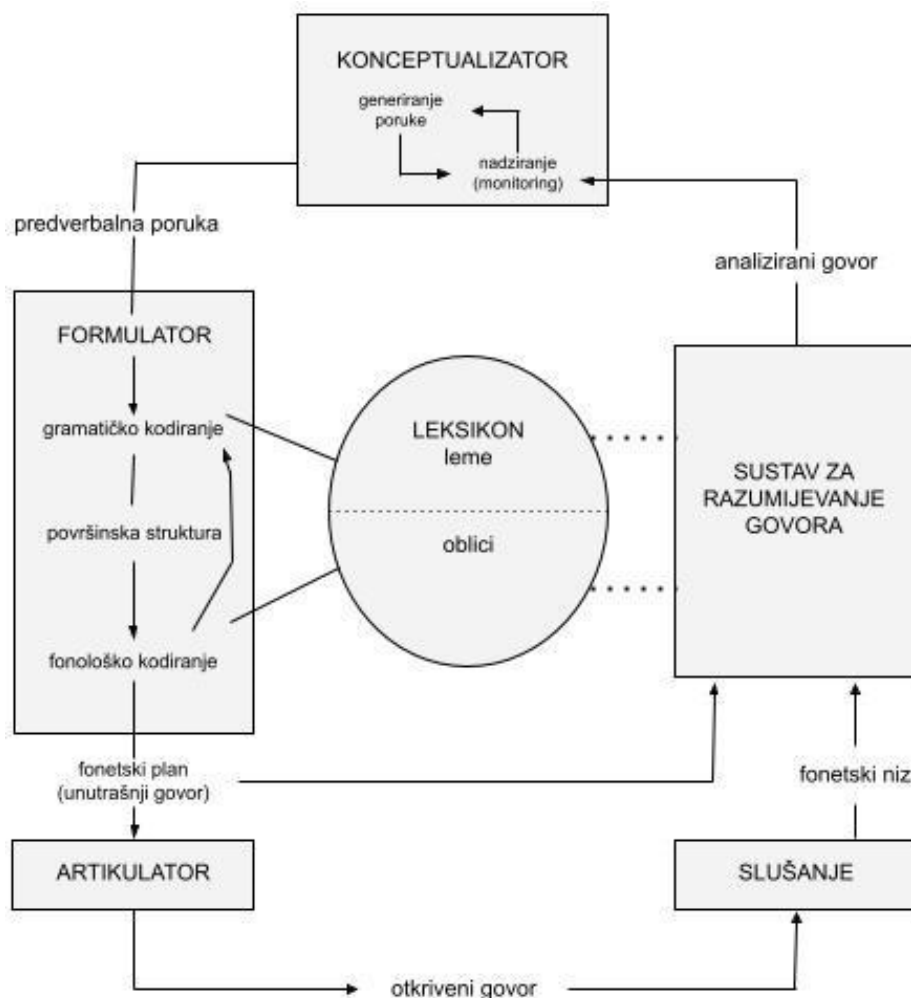 KONCEPTUALIZATOR
generiranje
poruke
nadziranje
(monitoring)
predverbalna poruka
analizirani govor
FORMULATOR
gramatičko kodiranje
površinska struktura
fonološko kodiranje
LEKSIKON
leme
oblici
SUSTAV ZA
RAZUMIJEVANJE
GOVORA
fonetski plan
(unutrašnji govor)
fonetski niz
ARTIKULATOR
SLUŠANJE
otkriveni govor